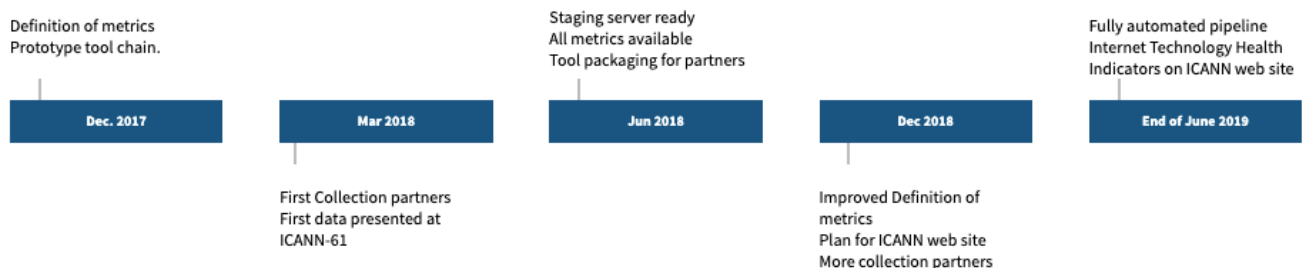 Definition of metrics
Prototype tool chain.
Dec. 2017
Mar 2018
First Collection partners
First data presented at
ICANN-61
Staging server ready
All metrics available
Tool packaging for partners
Jun 2018
Dec 2018
Improved Definition of
metrics
Plan for ICANN web site
More collection partners
Fully automated pipeline
Internet Technology Health
Indicators on ICANN web site
End of June 2019